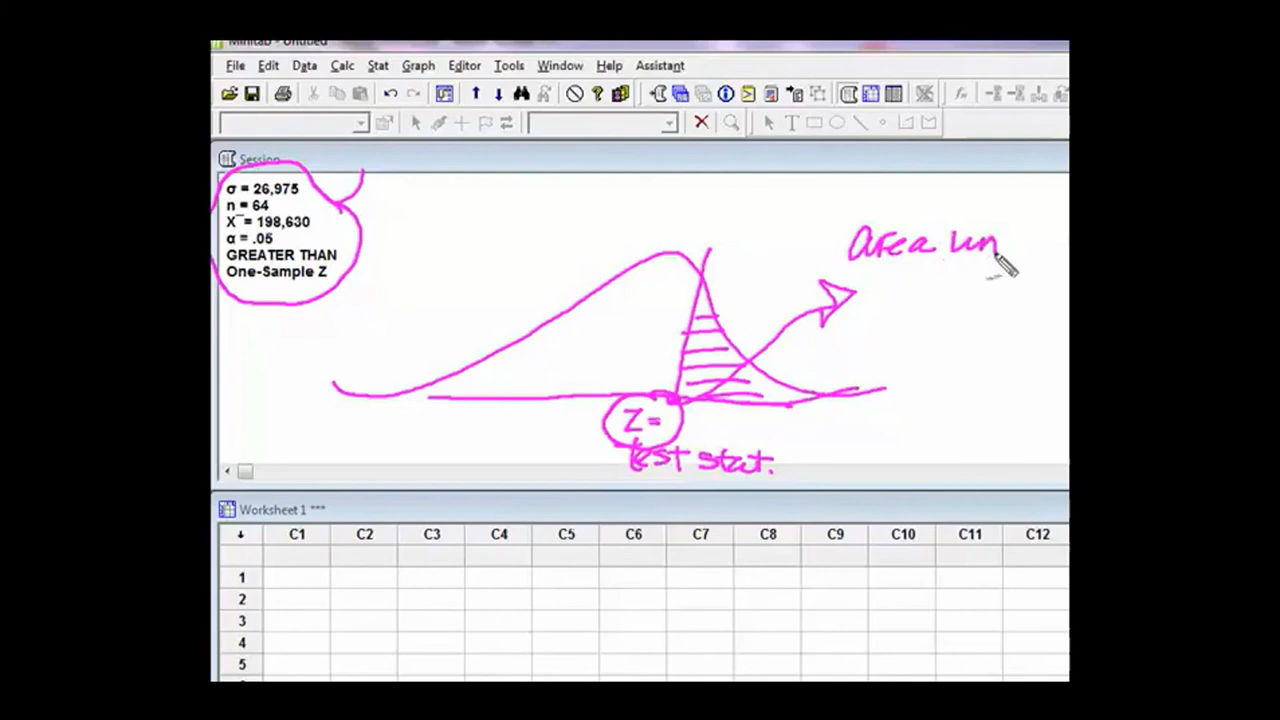 Minitab - Untitled
File Edit Data Calc Stat Graph Editor Tools Window Help Assistant
Session
σ = 26,975
n = 64
X¯= 198,630
α = .05
GREATER THAN
One-Sample Z
area un
Z =
test stat.
Worksheet 1 ***
C1 C2 C3 C4 C5 C6 C7 C8 C9 C10 C11 C12
1
2
3
4
5